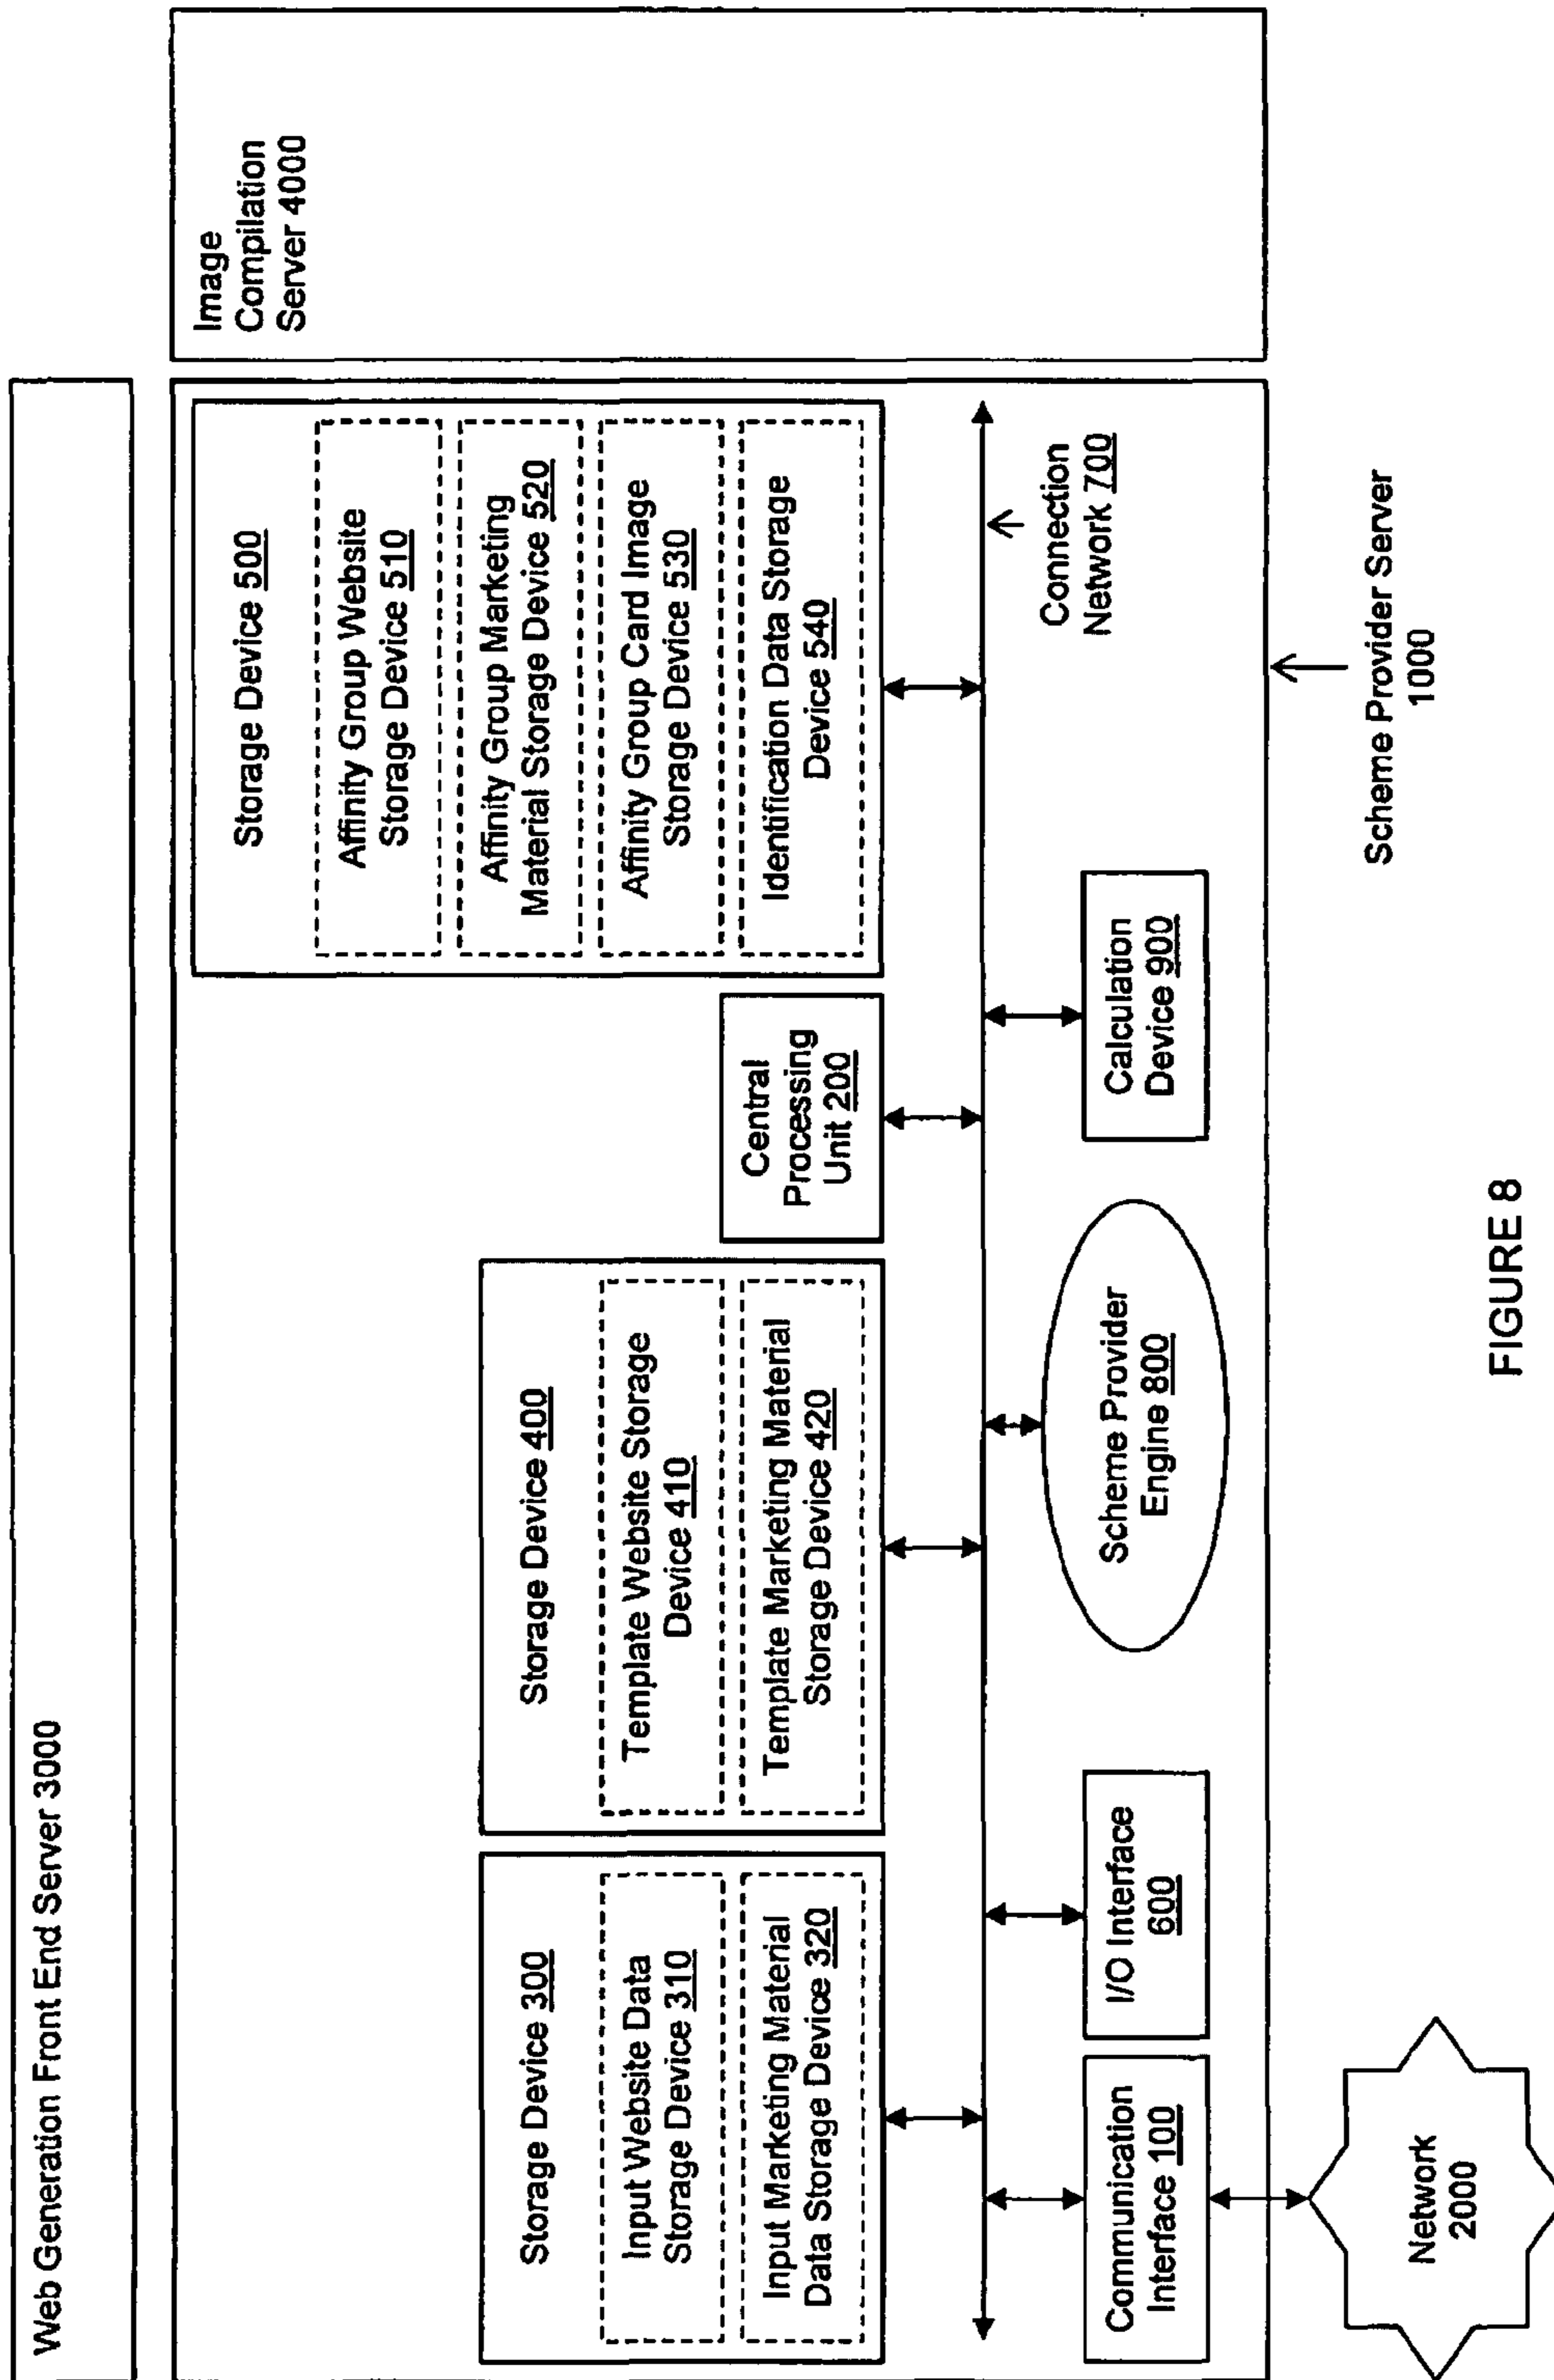 Web Generation Front End Server 3000
Image
Compilation
Server 4000
Storage Device 300
Input Website Data
Storage Device 310
Input Marketing Material
Data Storage Device 320
Storage Device 400
Template Website Storage
Device 410
Template Marketing Material
Storage Device 420
Central
Processing
Unit 200
Storage Device 500
Affinity Group Website
Storage Device 510
Affinity Group Marketing
Material Storage Device 520
Affinity Group Card Image
Storage Device 530
Identification Data Storage
Device 540
Connection
Network 700
Communication
Interface 100
I/O Interface
600
Scheme Provider
Engine 800
Calculation
Device 900
Scheme Provider Server
1000
Network
2000
FIGURE 8